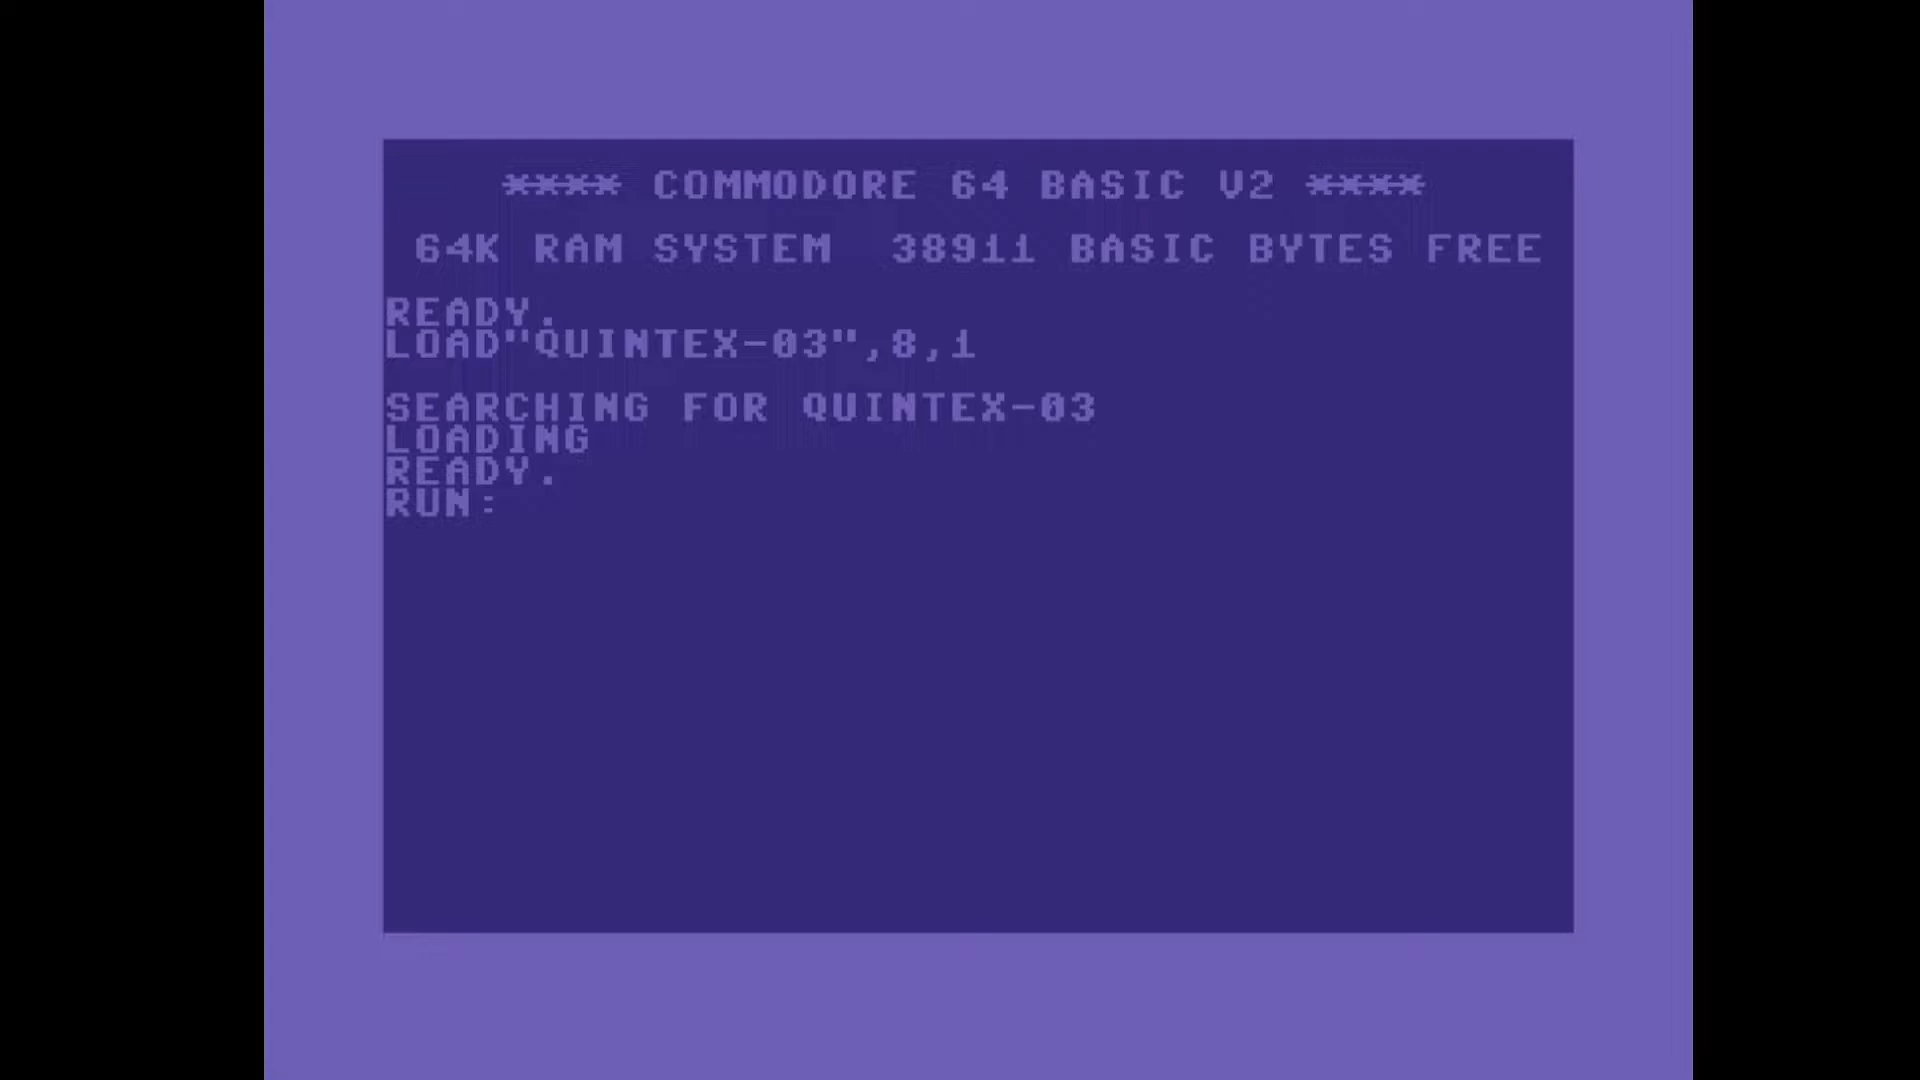 **** COMMODORE 64 BASIC V2 ****
64K RAM SYSTEM  38911 BASIC BYTES FREE
READY.
LOAD"QUINTEX-03",8,1
SEARCHING FOR QUINTEX-03
LOADING
READY.
RUN: